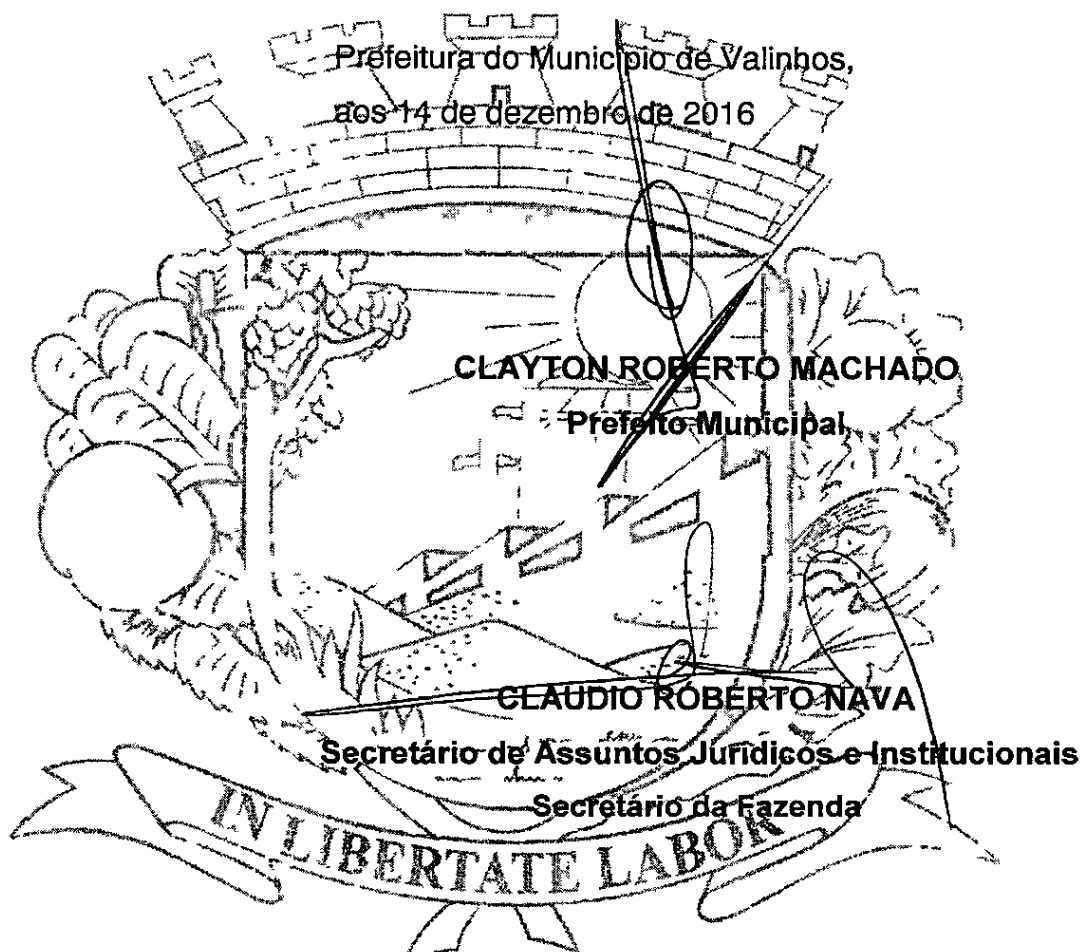 Prefeitura do Município de Valinhos,
aos 14 de dezembro de 2016
CLAYTON ROBERTO MACHADO
Prefeito Municipal
CLAUDIO ROBERTO NAVA
Secretário de Assuntos Jurídicos e Institucionais
Secretário da Fazenda
IN LIBERTATE LABOR